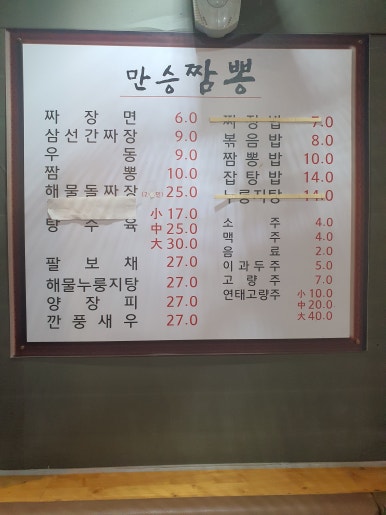 만승짬뽕
짜장면 6.0
삼선간짜장 9.0
우동 9.0
짬뽕 10.0
해물돌짜장 25.0
탕수육 小 17.0
中 25.0
大 30.0
팔보채 27.0
해물누룽지탕 27.0
양장피 27.0
깐풍새우 27.0
짜장밥 7.0
볶음밥 8.0
짬뽕밥 10.0
잡탕밥 14.0
누룽지탕 14.0
소주 4.0
맥주 4.0
음료 2.0
이과두주 5.0
고량주 7.0
연태고량주 小 10.0
中 20.0
大 40.0